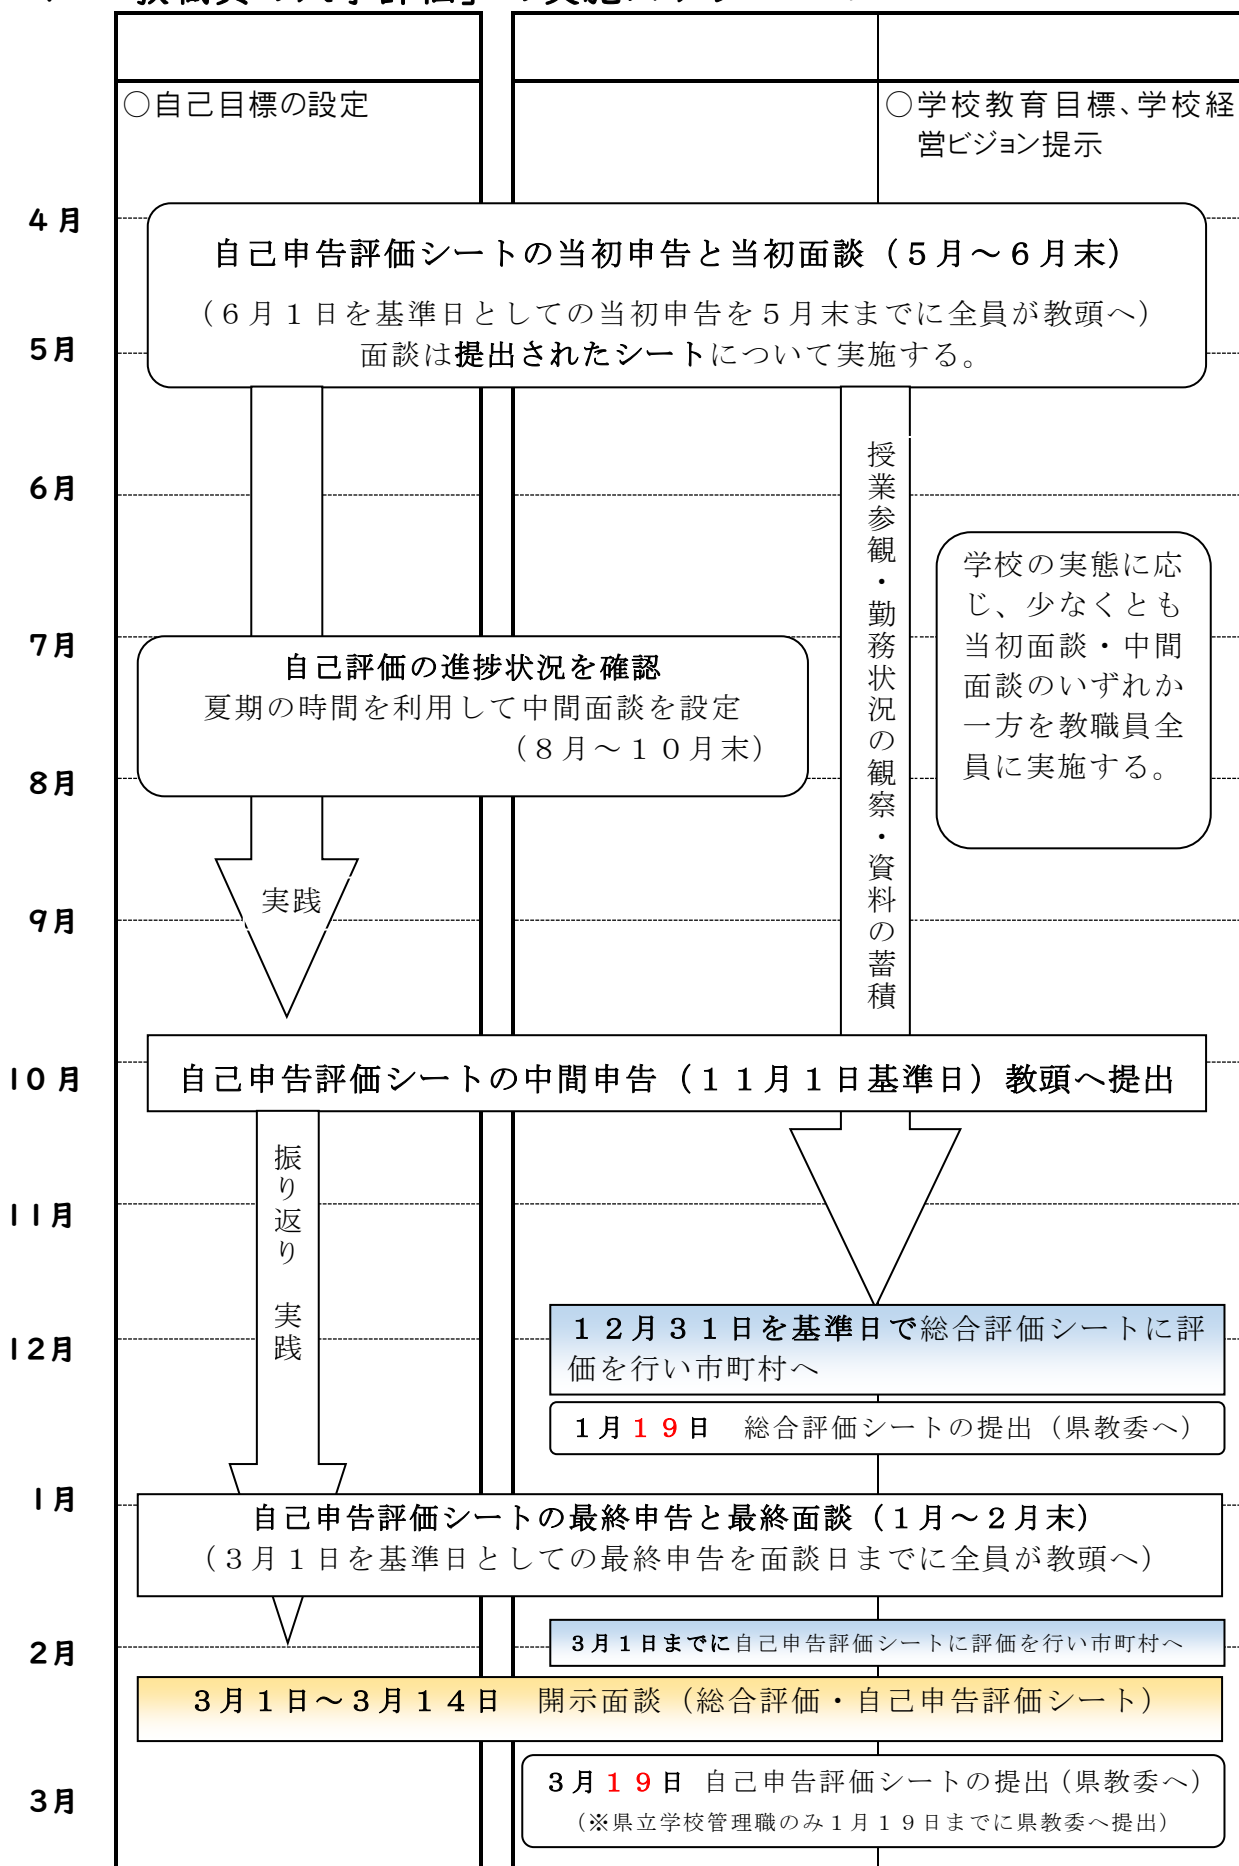 ○自己目標の設定
○学校教育目標、学校経
営ビジョン提示
4月
自己申告評価シートの当初申告と当初面談（５月～６月末）
（６月１日を基準日としての当初申告を５月末までに全員が教頭へ）
5月
面談は提出されたシートについて実施する。
授業参観・勤務状況の観察・資料の蓄積
6月
学校の実態に応
じ、少なくとも
当初面談・中間
面談のいずれか
一方を教職員全
員に実施する。
7月
自己評価の進捗状況を確認
夏期の時間を利用して中間面談を設定
（８月～１０月末）
8月
実践
9月
10月
自己申告評価シートの中間申告（１１月１日基準日）教頭へ提出
振り返り　実践
11月
12月
１２月３１日を基準日で総合評価シートに評
価を行い市町村へ
１月１９日　総合評価シートの提出（県教委へ）
1月
自己申告評価シートの最終申告と最終面談（１月～２月末）
（３月１日を基準日としての最終申告を面談日までに全員が教頭へ）
2月
３月１日までに自己申告評価シートに評価を行い市町村へ
３月１日～３月１４日　開示面談（総合評価・自己申告評価シート）
3月
３月１９日 自己申告評価シートの提出（県教委へ）
（※県立学校管理職のみ１月１９日までに県教委へ提出）